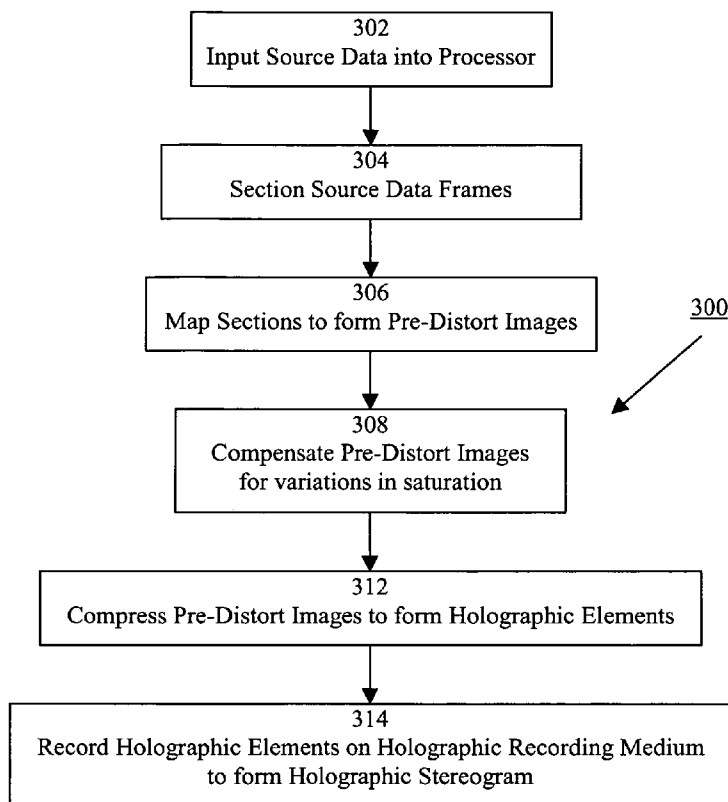 302
Input Source Data into Processor
304
Section Source Data Frames
306
Map Sections to form Pre-Distort Images
300
308
Compensate Pre-Distort Images
for variations in saturation
312
Compress Pre-Distort Images to form Holographic Elements
314
Record Holographic Elements on Holographic Recording Medium
to form Holographic Stereogram